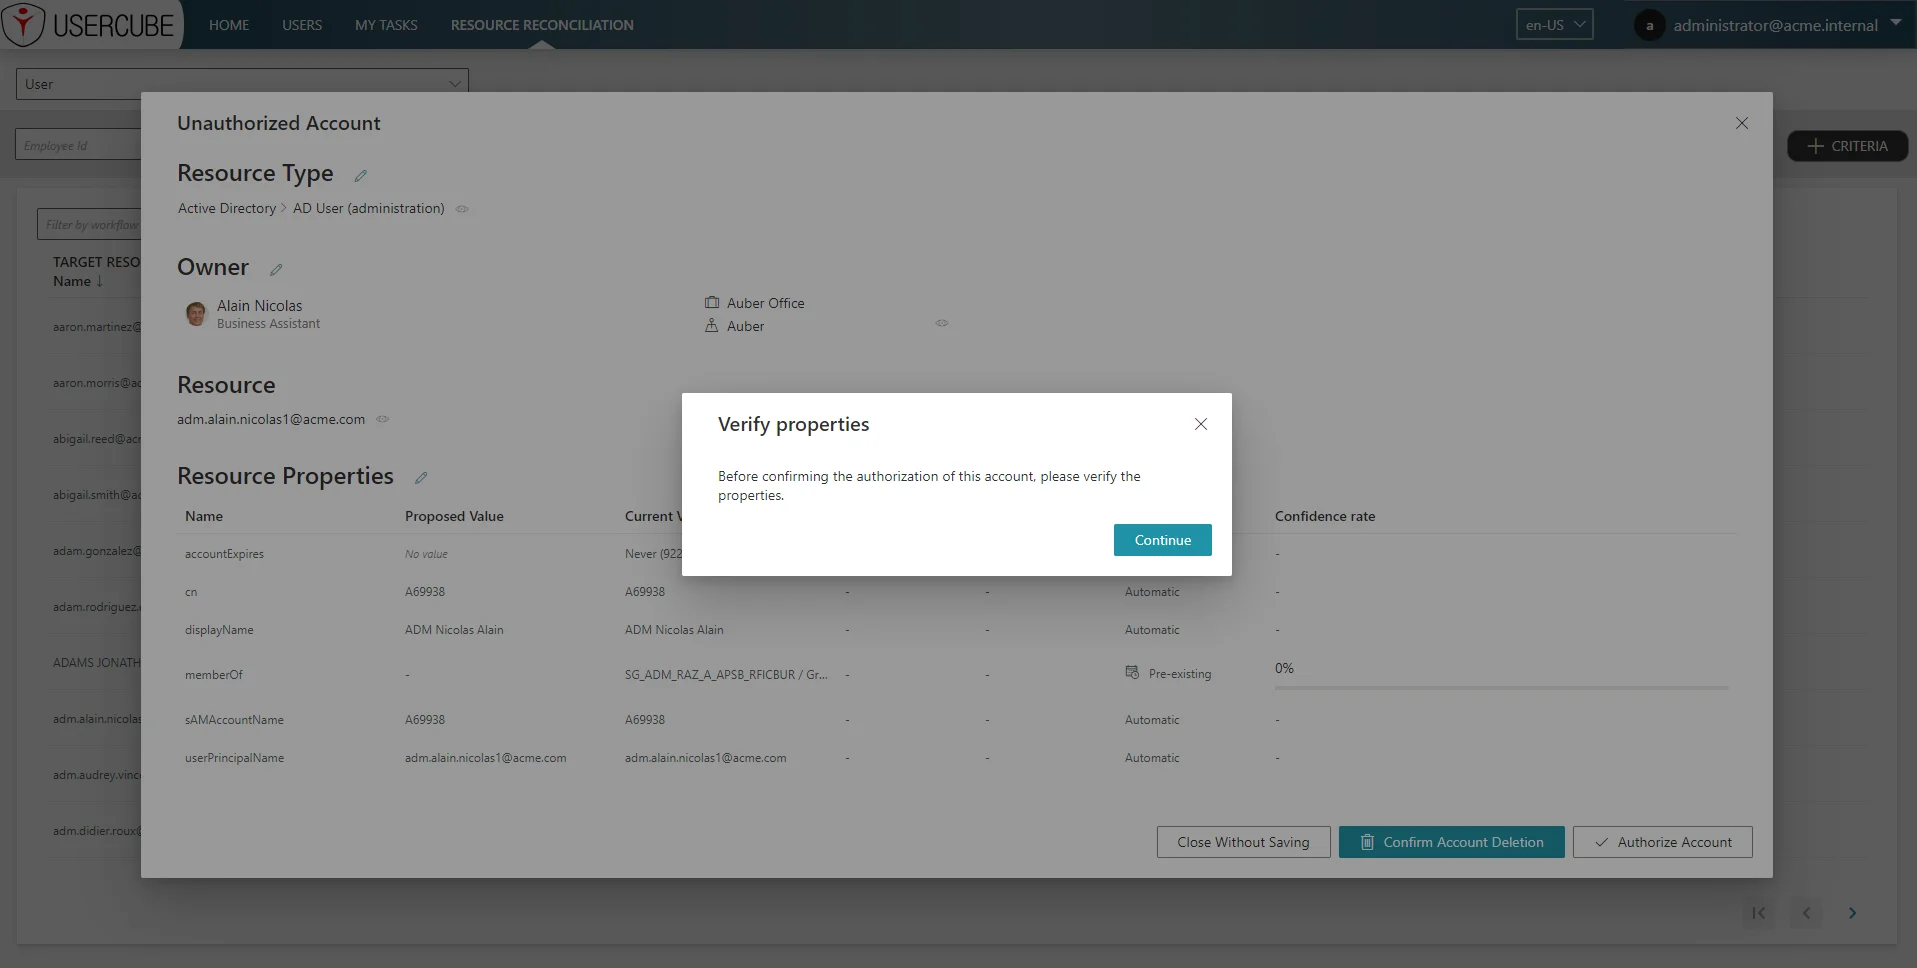 USERCUBE
HOME
USERS
MY TASKS
RESOURCE RECONCILIATION
en-US
a
administrator@acme.internal
User
Employee Id
CRITERIA
Filter by workflow
TARGET RESO
Name ↓
aaron.martinez@
aaron.morris@ac
abigail.reed@acr
abigail.smith@ac
adam.gonzalez@
adam.rodriguez.
ADAMS JONATH
adm.alain.nicolas
adm.audrey.vinc
adm.didier.roux@
Unauthorized Account
Resource Type
Active Directory > AD User (administration)
Owner
Alain Nicolas
Business Assistant
Auber Office
Auber
Resource
adm.alain.nicolas1@acme.com
Resource Properties
Name Proposed Value Current V Confidence rate
accountExpires No value Never (922 -
cn A69938 A69938 - - Automatic -
displayName ADM Nicolas Alain ADM Nicolas Alain - - Automatic -
memberOf - SG_ADM_RAZ_A_APSB_RFICBUR / Gr... - - Pre-existing 0%
sAMAccountName A69938 A69938 - - Automatic -
userPrincipalName adm.alain.nicolas1@acme.com adm.alain.nicolas1@acme.com - - Automatic -
Verify properties
Before confirming the authorization of this account, please verify the
properties.
Continue
Close Without Saving
Confirm Account Deletion
Authorize Account